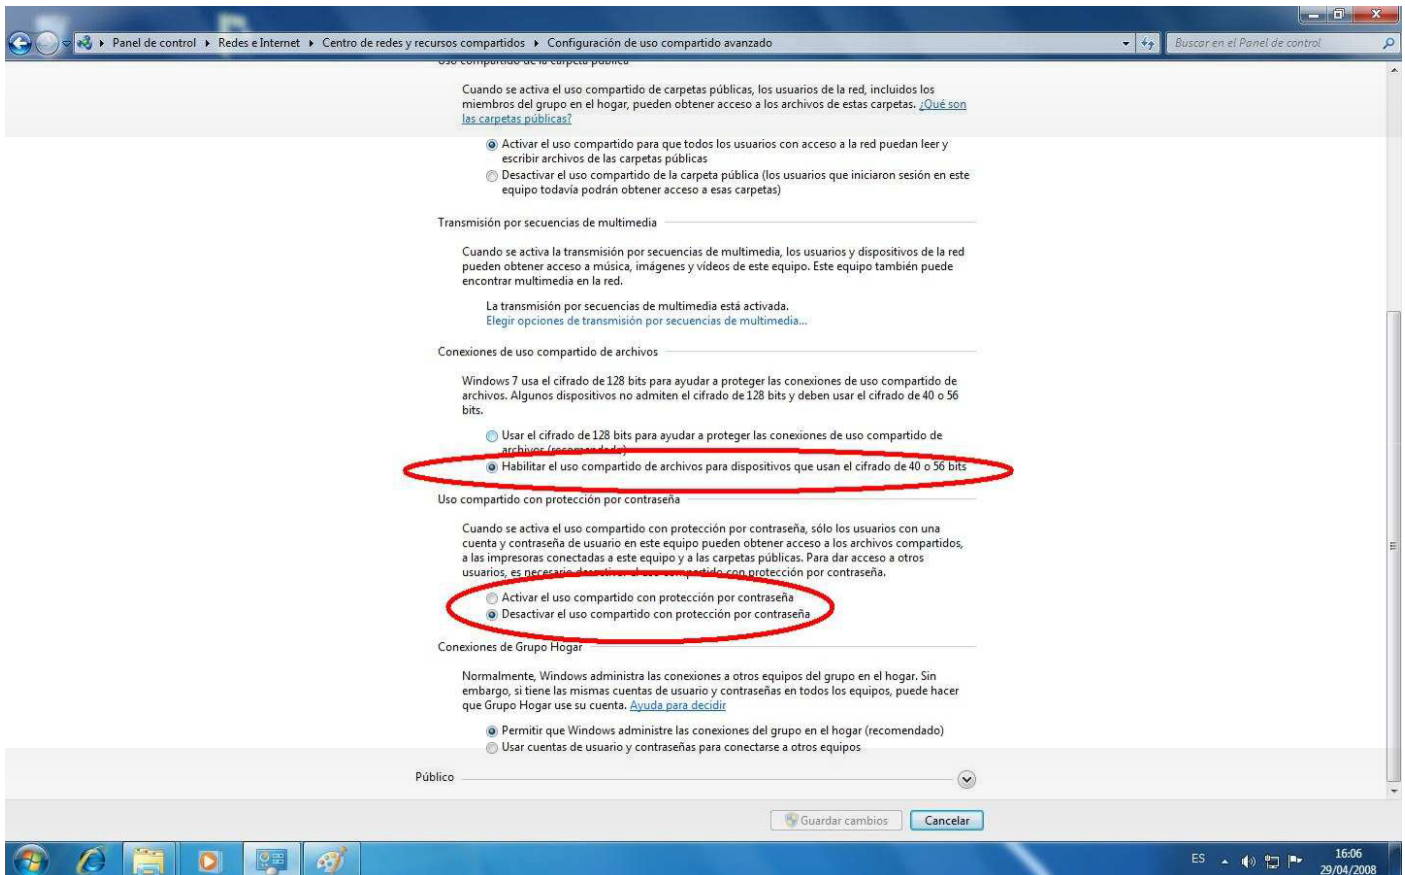 Panel de control ▸ Redes e Internet ▸ Centro de redes y recursos compartidos ▸ Configuración de uso compartido avanzado
Buscar en el Panel de control
Uso compartido de la carpeta pública
Cuando se activa el uso compartido de carpetas públicas, los usuarios de la red, incluidos los
miembros del grupo en el hogar, pueden obtener acceso a los archivos de estas carpetas. ¿Qué son
las carpetas públicas?
Activar el uso compartido para que todos los usuarios con acceso a la red puedan leer y
escribir archivos de las carpetas públicas
Desactivar el uso compartido de la carpeta pública (los usuarios que iniciaron sesión en este
equipo todavía podrán obtener acceso a esas carpetas)
Transmisión por secuencias de multimedia
Cuando se activa la transmisión por secuencias de multimedia, los usuarios y dispositivos de la red
pueden obtener acceso a música, imágenes y vídeos de este equipo. Este equipo también puede
encontrar multimedia en la red.
La transmisión por secuencias de multimedia está activada.
Elegir opciones de transmisión por secuencias de multimedia...
Conexiones de uso compartido de archivos
Windows 7 usa el cifrado de 128 bits para ayudar a proteger las conexiones de uso compartido de
archivos. Algunos dispositivos no admiten el cifrado de 128 bits y deben usar el cifrado de 40 o 56
bits.
Usar el cifrado de 128 bits para ayudar a proteger las conexiones de uso compartido de
archivos (recomendado)
Habilitar el uso compartido de archivos para dispositivos que usan el cifrado de 40 o 56 bits
Uso compartido con protección por contraseña
Cuando se activa el uso compartido con protección por contraseña, sólo los usuarios con una
cuenta y contraseña de usuario en este equipo pueden obtener acceso a los archivos compartidos,
a las impresoras conectadas a este equipo y a las carpetas públicas. Para dar acceso a otros
usuarios, es necesario desactivar el uso compartido con protección por contraseña.
Activar el uso compartido con protección por contraseña
Desactivar el uso compartido con protección por contraseña
Conexiones de Grupo Hogar
Normalmente, Windows administra las conexiones a otros equipos del grupo en el hogar. Sin
embargo, si tiene las mismas cuentas de usuario y contraseñas en todos los equipos, puede hacer
que Grupo Hogar use su cuenta. Ayuda para decidir
Permitir que Windows administre las conexiones del grupo en el hogar (recomendado)
Usar cuentas de usuario y contraseñas para conectarse a otros equipos
Público
Guardar cambios
Cancelar
ES
16:06
29/04/2008